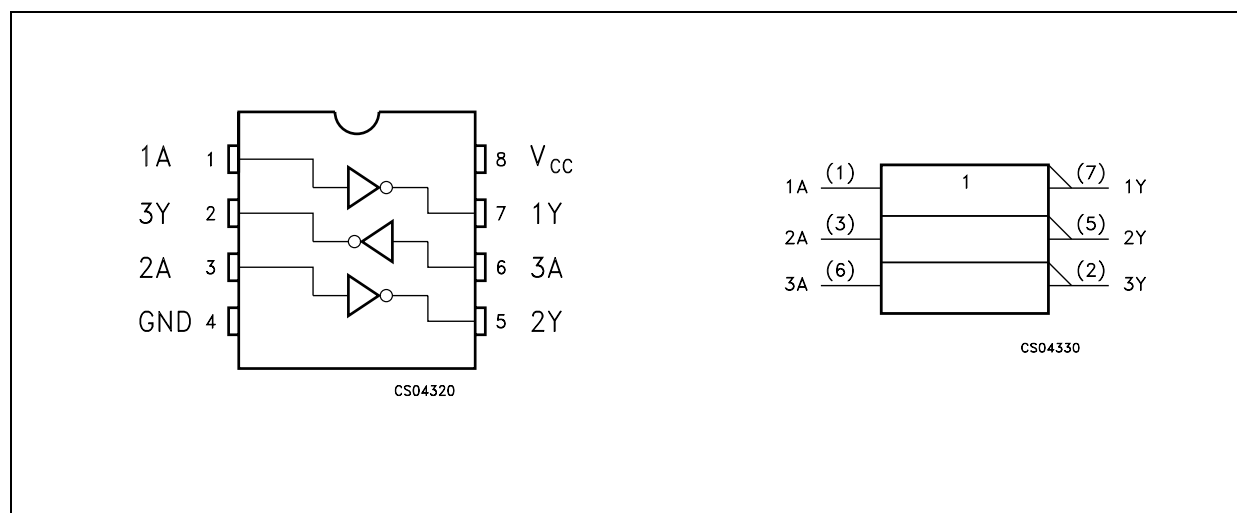 1A 1 8 VCC
3Y 2 7 1Y
2A 3 6 3A
GND 4 5 2Y
CS04320
1
1A (1) (7) 1Y
2A (3) (5) 2Y
3A (6) (2) 3Y
CS04330